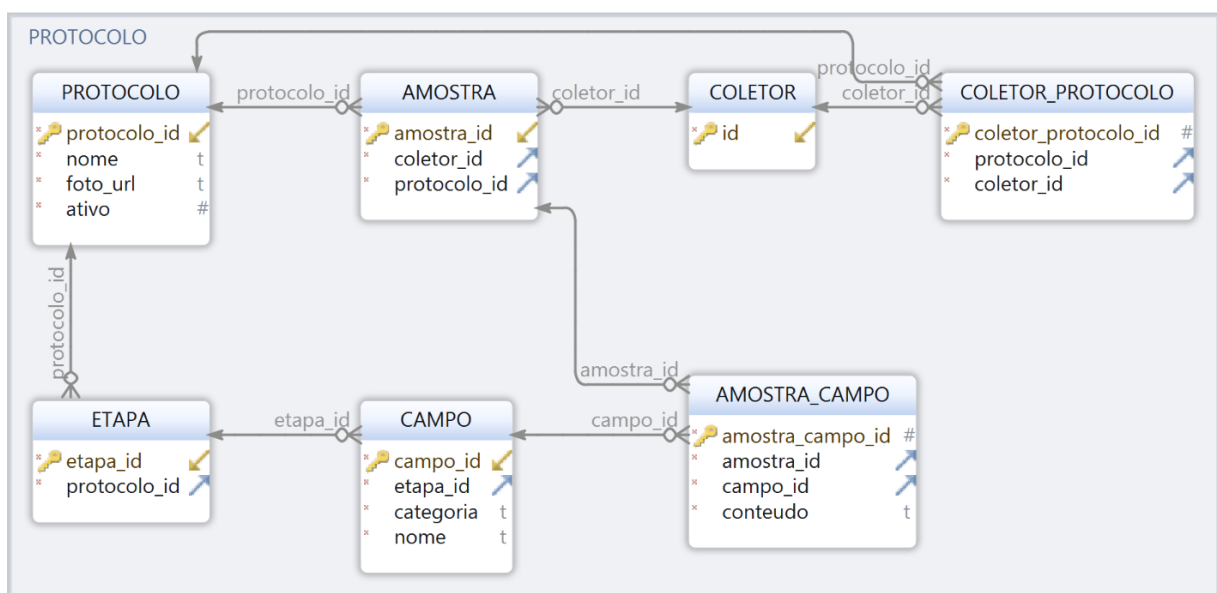 PROTOCOLO
PROTOCOLO
protocolo_id
nome t
foto_url t
ativo #
protocolo_id
AMOSTRA
amostra_id
coletor_id
protocolo_id
coletor_id
COLETOR
id
protocolo_id
coletor_id
COLETOR_PROTOCOLO
coletor_protocolo_id #
protocolo_id
coletor_id
protocolo_id
amostra_id
ETAPA
etapa_id
protocolo_id
etapa_id
CAMPO
campo_id
etapa_id
categoria t
nome t
campo_id
AMOSTRA_CAMPO
amostra_campo_id #
amostra_id
campo_id
conteudo t